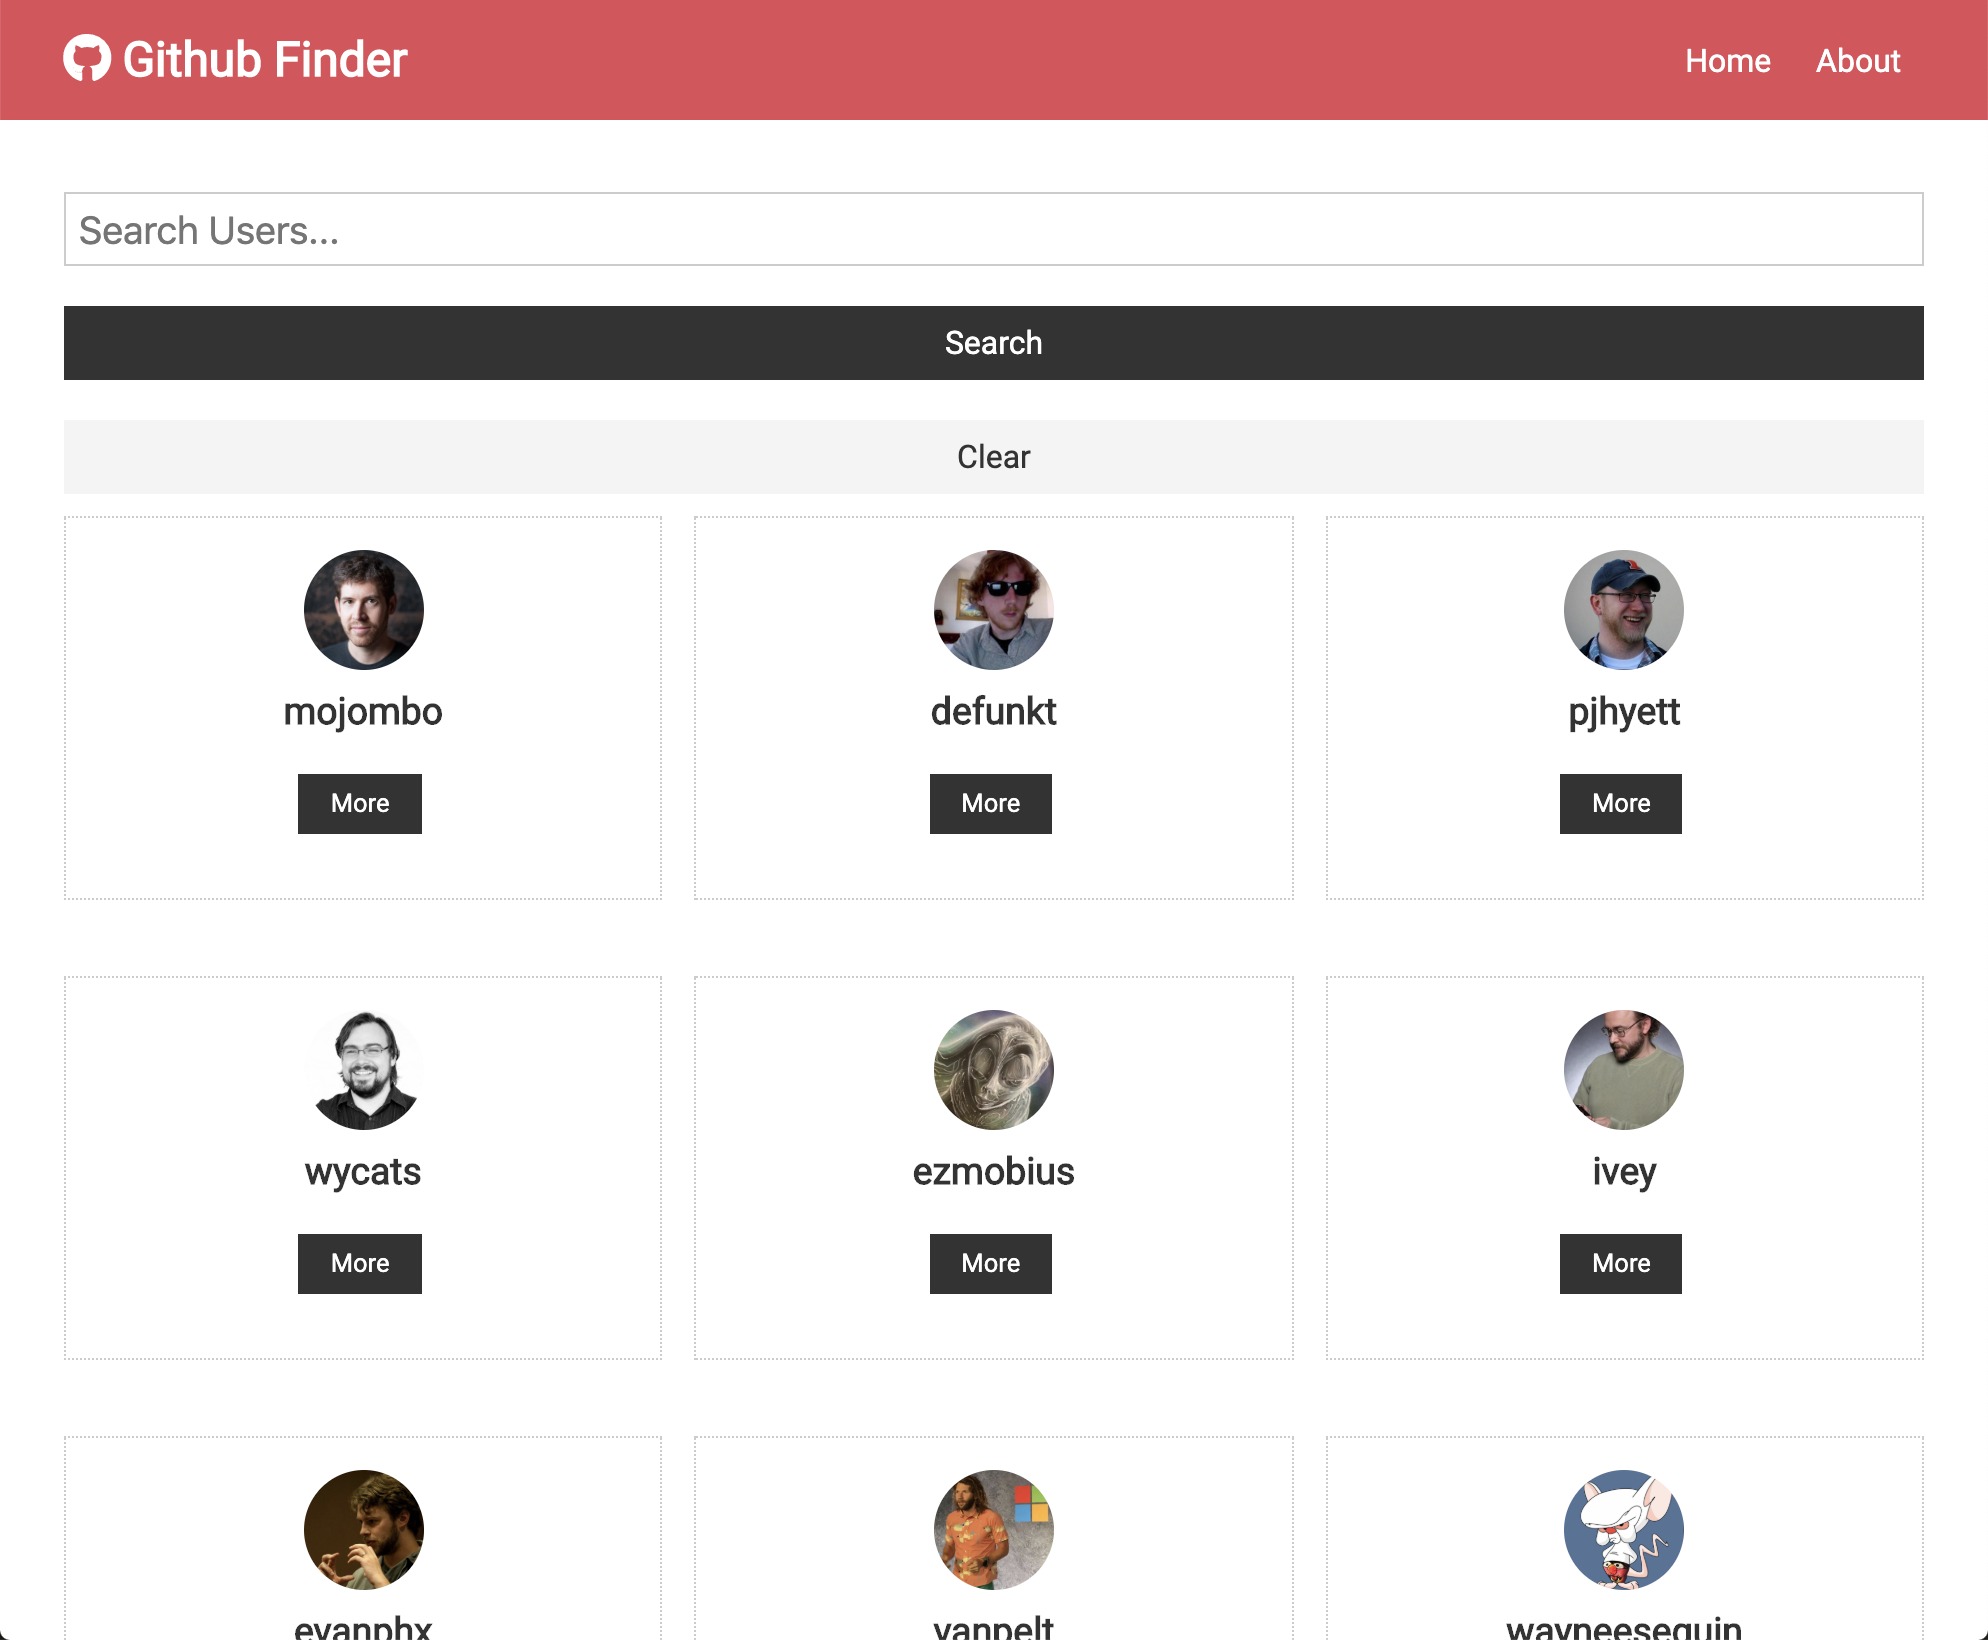 Github Finder Home About
Search Users...
Search
Clear
mojombo defunkt pjhyett
More More More
wycats ezmobius ivey
More More More
evanphx vanpelt wayneeseguin